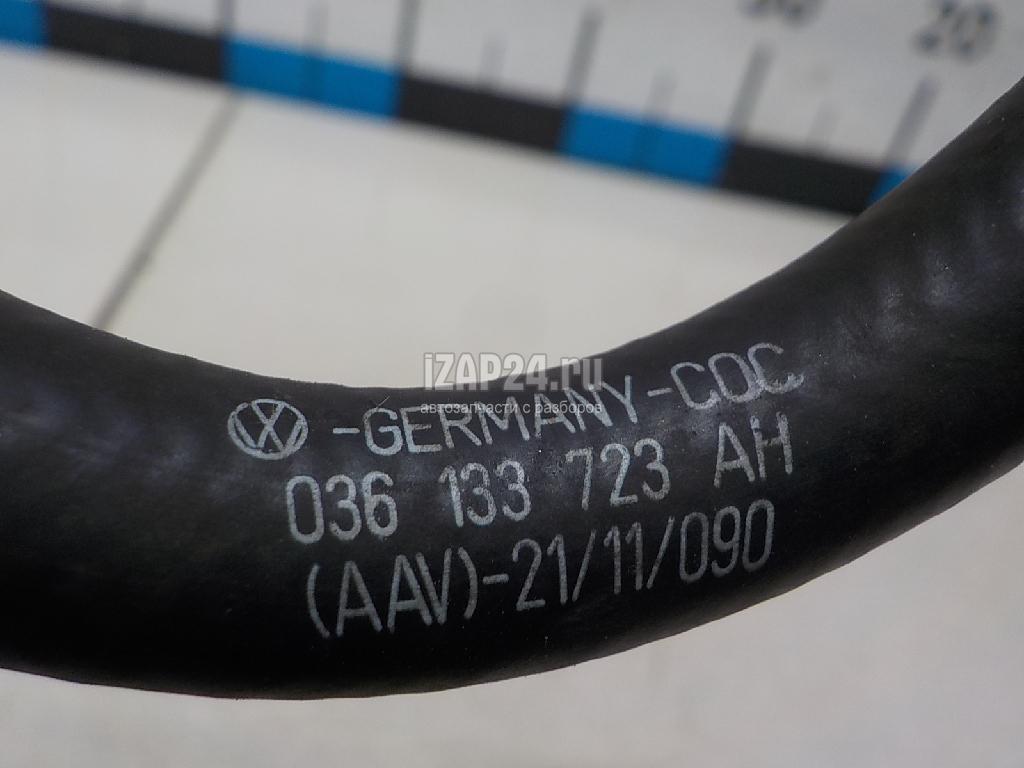 20
iZAP24.ru
автозапчасти с разборов
-GERMANY-COC
036 133 723 AH
(AAV)-21/11/090